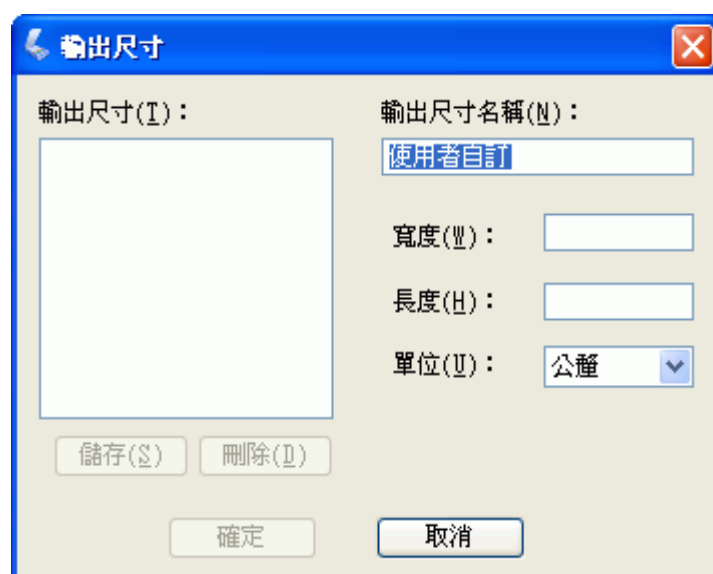 輸出尺寸
輸出尺寸(T)：
輸出尺寸名稱(N)：
使用者自訂
寬度(W)：
長度(H)：
單位(U)：
公釐
儲存(S)
刪除(D)
確定
取消